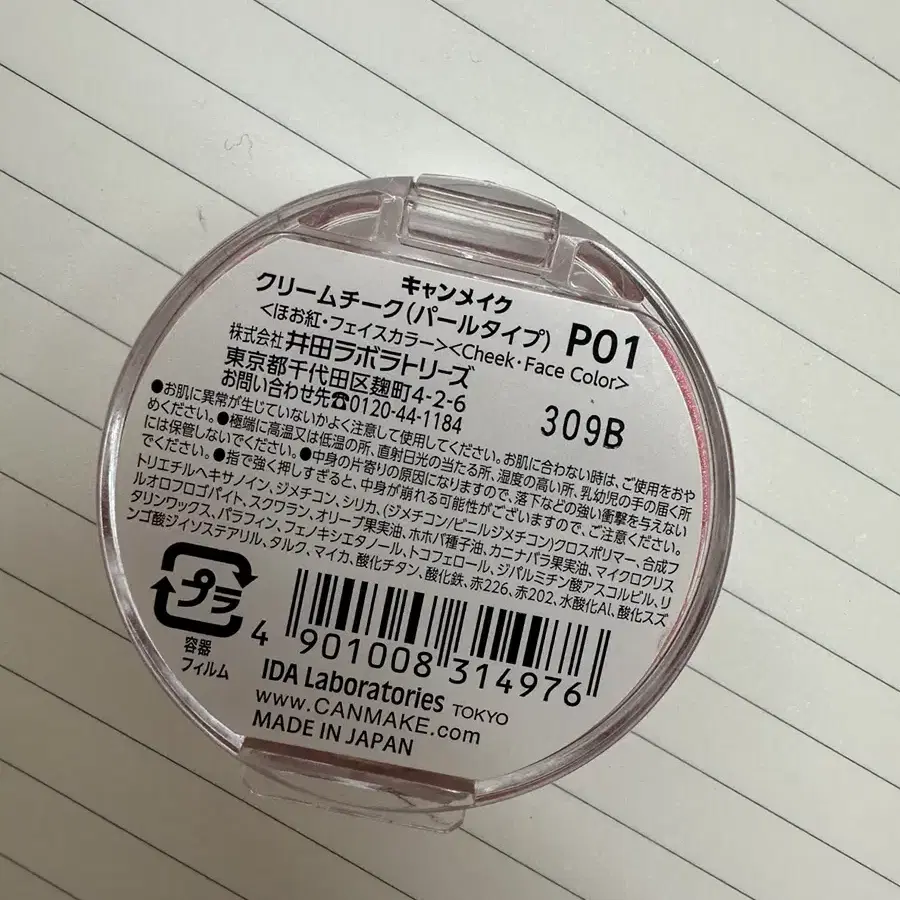 キャンメイク
クリームチーク(パールタイプ) P01
<ほお紅・フェイスカラー><Cheek・Face Color>
株式会社 井田ラボラトリーズ
東京都千代田区麹町4-2-6
お問い合わせ先☎0120-44-1184
309B
●お肌に異常が生じていないかよく注意して使用してください。お肌に合わない時は、ご使用をおや
めください。●極端に高温又は低温の所、直射日光の当たる所、湿度の高い所、乳幼児の手の届く所
には保管しないでください。●中身の片寄りの原因になりますので、落下などの強い衝撃を与えない
でください。●指で強く押しすぎると、中身が崩れる可能性がございますので、ご注意ください。
トリエチルヘキサノイン、ジメチコン、シリカ、(ジメチコン/ビニルジメチコン)クロスポリマー、合成フ
ルオロフロゴパイト、スクワラン、オリーブ果実油、ホホバ種子油、カニナバラ果実油、マイクロクリス
タリンワックス、パラフィン、フェノキシエタノール、トコフェロール、ジパルミチン酸アスコルビル、リ
ンゴ酸ジイソステアリル、タルク、マイカ、酸化チタン、酸化鉄、赤226、赤202、水酸化Al、酸化スズ
プラ
容器
フィルム
4 901008 314976
IDA Laboratories TOKYO
www.CANMAKE.com
MADE IN JAPAN